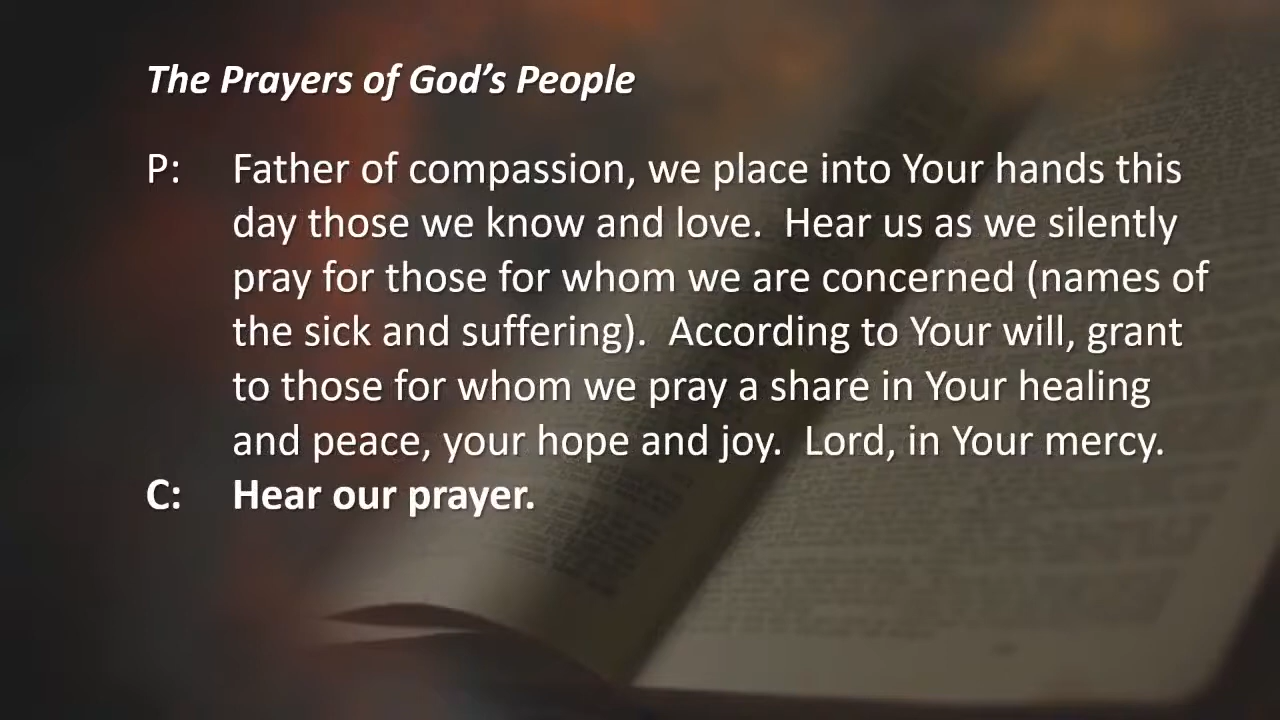 The Prayers of God’s People
P: Father of compassion, we place into Your hands this
day those we know and love.  Hear us as we silently
pray for those for whom we are concerned (names of
the sick and suffering).  According to Your will, grant
to those for whom we pray a share in Your healing
and peace, your hope and joy.  Lord, in Your mercy.
C: Hear our prayer.